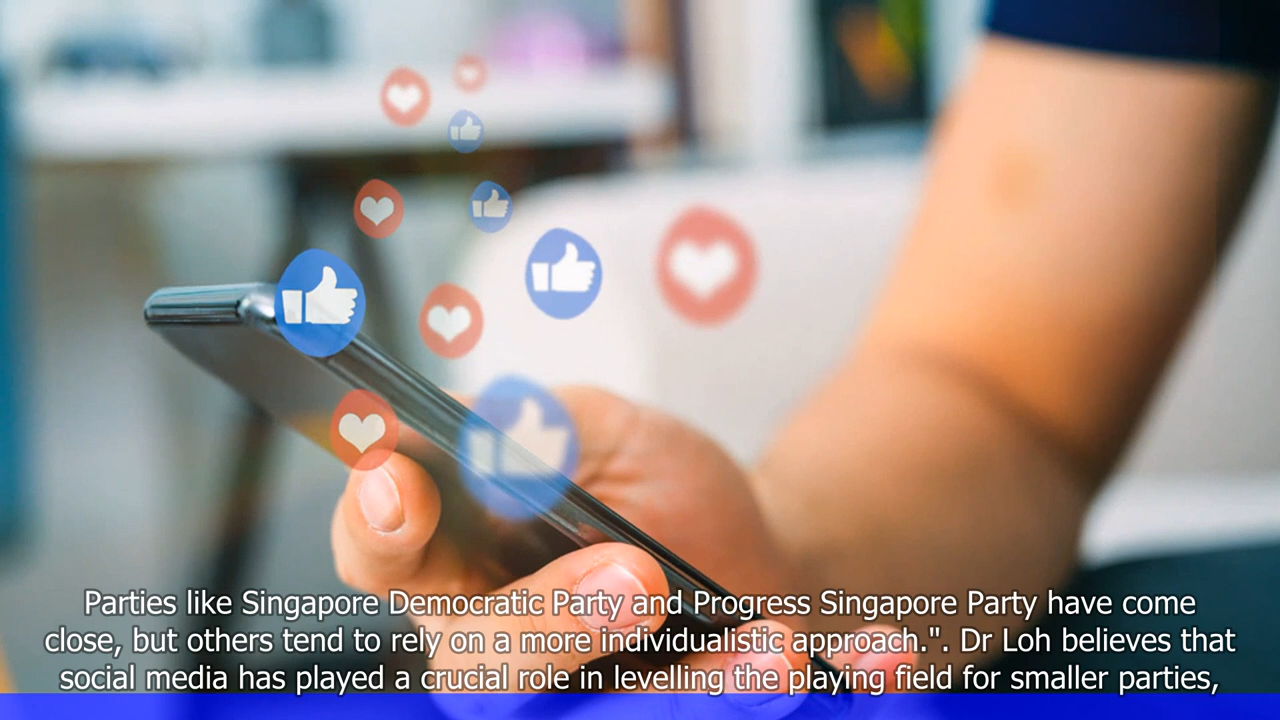 Parties like Singapore Democratic Party and Progress Singapore Party have come
close, but others tend to rely on a more individualistic approach.". Dr Loh believes that
social media has played a crucial role in levelling the playing field for smaller parties,